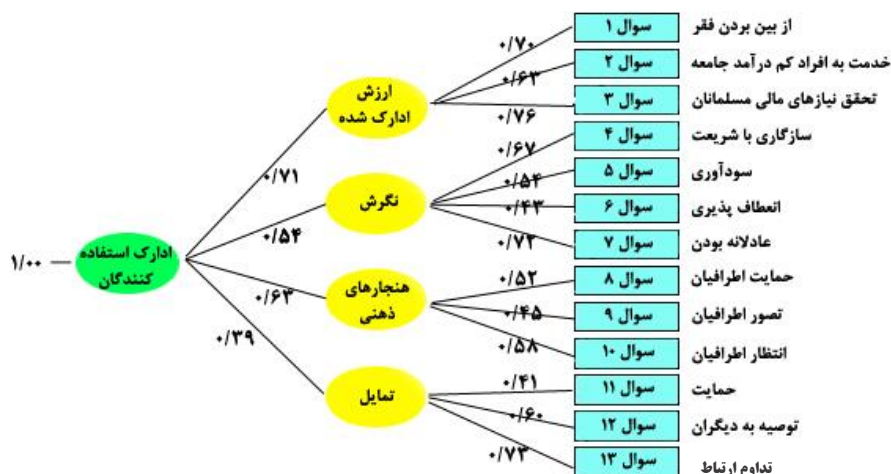 ۰/۷۰ سوال ۱ از بین بردن فقر
۰/۶۳ سوال ۲ خدمت به افراد کم درآمد جامعه
۰/۷۶ سوال ۳ تحقق نیازهای مالی مسلمانان
ارزش
ادارک شده
۰/۷۱
۰/۶۷ سوال ۴ سازگاری با شریعت
۰/۵۴ سوال ۵ سودآوری
۰/۴۳ سوال ۶ انعطاف پذیری
۰/۷۲ سوال ۷ عادلانه بودن
نگرش
۰/۵۴
۱/۰۰
ادارک استفاده
کنندگان
۰/۶۳
هنجارهای
ذهنی
۰/۵۲ سوال ۸ حمایت اطرافیان
۰/۴۵ سوال ۹ تصور اطرافیان
۰/۵۸ سوال ۱۰ انتظار اطرافیان
۰/۳۹
تمایل
۰/۴۱ سوال ۱۱ حمایت
۰/۶۰ سوال ۱۲ توصیه به دیگران
۰/۷۳ سوال ۱۳ تداوم ارتباط